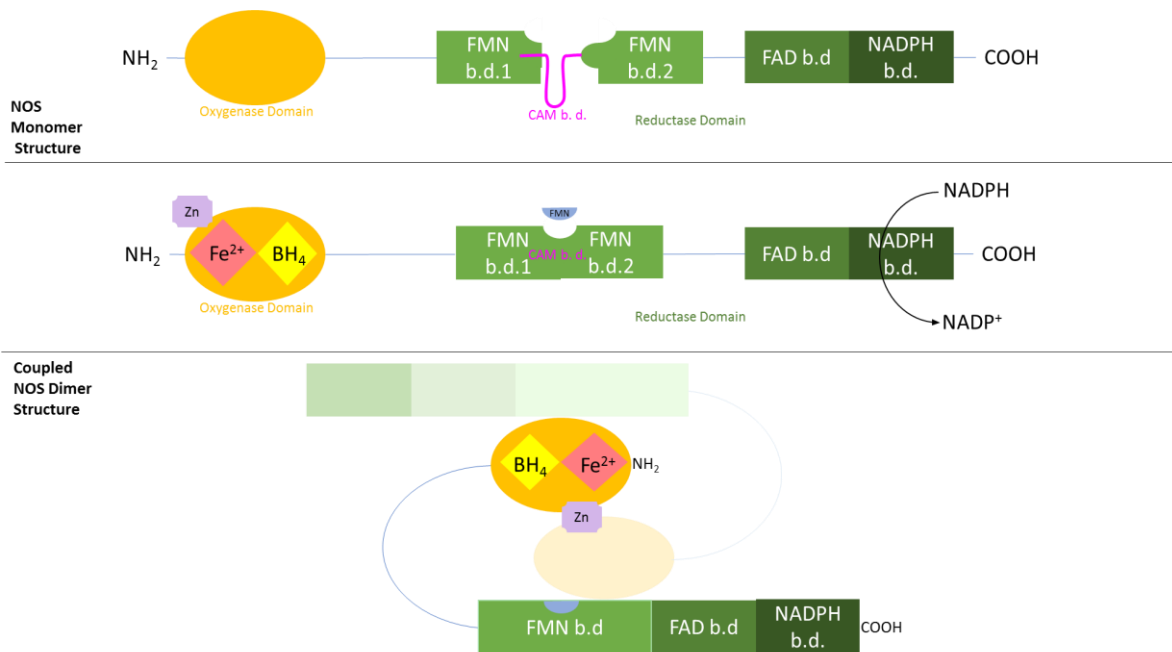 NH2
Oxygenase Domain
FMN
b.d.1
CAM b. d.
FMN
b.d.2
Reductase Domain
FAD b.d
NADPH
b.d.
COOH
NOS
Monomer
Structure
Zn
NH2
Fe2+
BH4
Oxygenase Domain
FMN
FMN
b.d.1
CAM b. d.
FMN
b.d.2
Reductase Domain
FAD b.d
NADPH
b.d.
NADPH
COOH
NADP+
Coupled
NOS Dimer
Structure
BH4
Fe2+
NH2
Zn
FMN b.d
FAD b.d
NADPH
b.d.
COOH